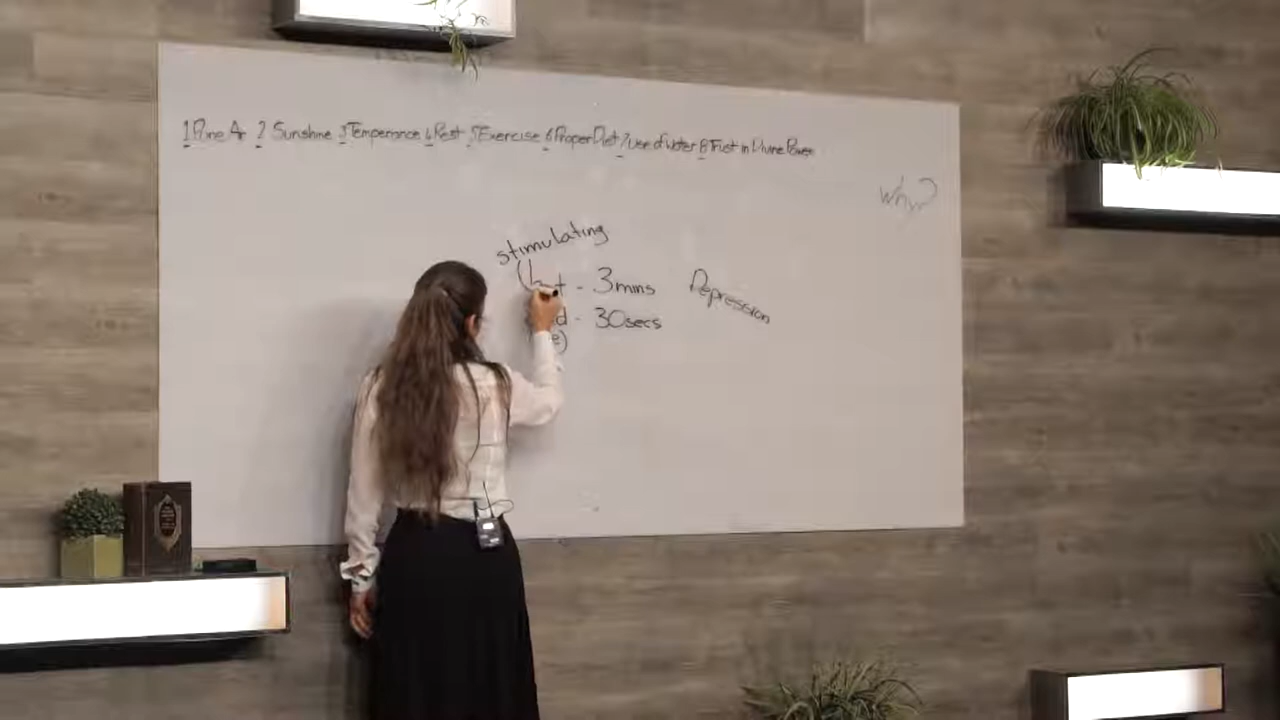 1 Pure Air 2 Sunshine 3 Temperance 4 Rest 5 Exercise 6 Proper Diet 7 Use of Water 8 Trust in Divine Power
Why?
stimulating
- 3mins Depression
- 30secs